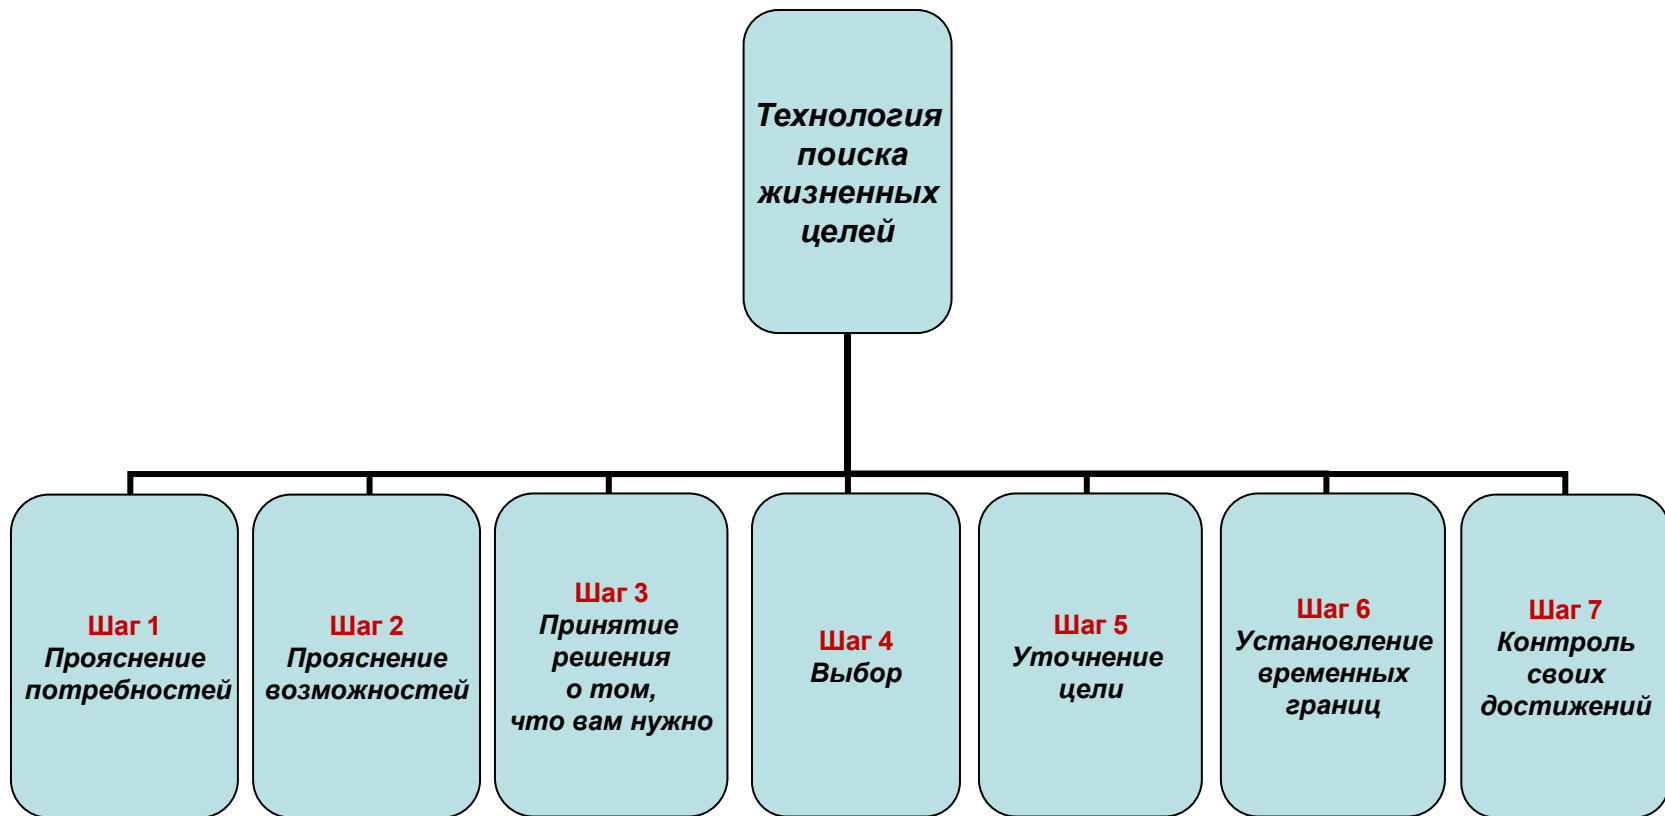 Технология
поиска
жизненных
целей
Шаг 1
Прояснение
потребностей
Шаг 2
Прояснение
возможностей
Шаг 3
Принятие
решения
о том,
что вам нужно
Шаг 4
Выбор
Шаг 5
Уточнение
цели
Шаг 6
Установление
временных
границ
Шаг 7
Контроль
своих
достижений